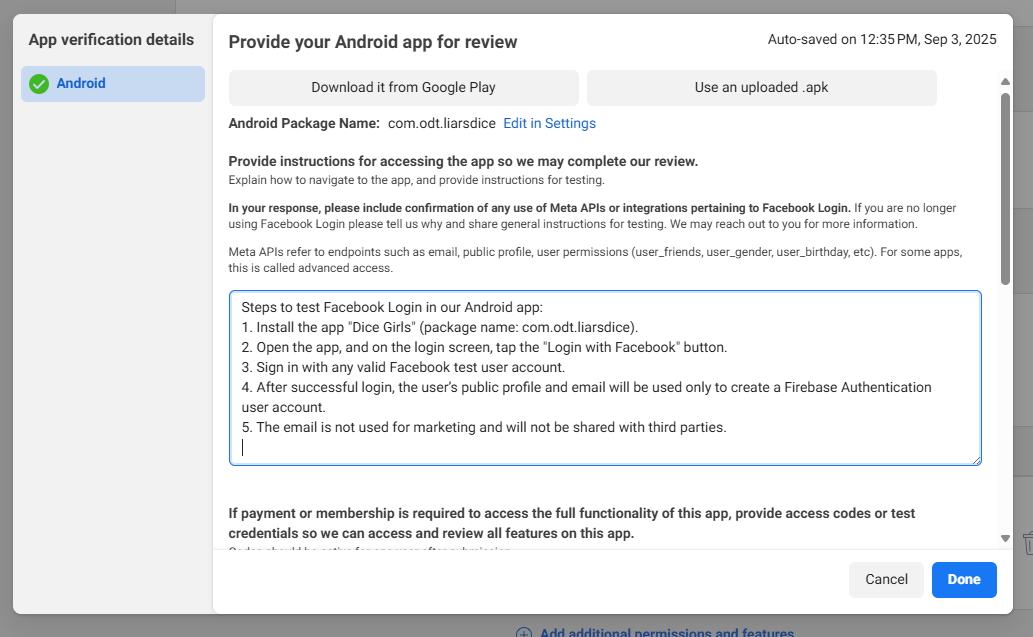 App verification details
Android
Provide your Android app for review
Auto-saved on 12:35 PM, Sep 3, 2025
Download it from Google Play
Use an uploaded .apk
Android Package Name: com.odt.liarsdice Edit in Settings
Provide instructions for accessing the app so we may complete our review.
Explain how to navigate to the app, and provide instructions for testing.
In your response, please include confirmation of any use of Meta APIs or integrations pertaining to Facebook Login. If you are no longer
using Facebook Login please tell us why and share general instructions for testing. We may reach out to you for more information.
Meta APIs refer to endpoints such as email, public profile, user permissions (user_friends, user_gender, user_birthday, etc). For some apps,
this is called advanced access.
Steps to test Facebook Login in our Android app:
1. Install the app "Dice Girls" (package name: com.odt.liarsdice).
2. Open the app, and on the login screen, tap the "Login with Facebook" button.
3. Sign in with any valid Facebook test user account.
4. After successful login, the user’s public profile and email will be used only to create a Firebase Authentication
user account.
5. The email is not used for marketing and will not be shared with third parties.
If payment or membership is required to access the full functionality of this app, provide access codes or test
credentials so we can access and review all features on this app.
Cancel
Done
Add additional permissions and features